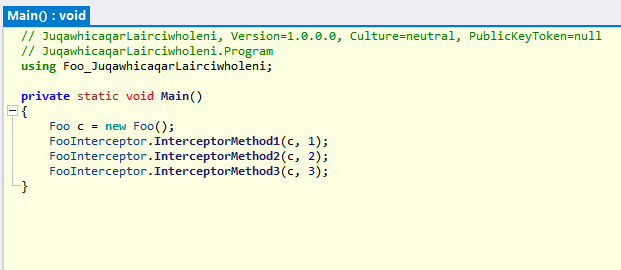 Main() : void
// JuqawhicaqarLairciwholeni, Version=1.0.0.0, Culture=neutral, PublicKeyToken=null
// JuqawhicaqarLairciwholeni.Program
using Foo_JuqawhicaqarLairciwholeni;
private static void Main()
{
Foo c = new Foo();
FooInterceptor.InterceptorMethod1(c, 1);
FooInterceptor.InterceptorMethod2(c, 2);
FooInterceptor.InterceptorMethod3(c, 3);
}